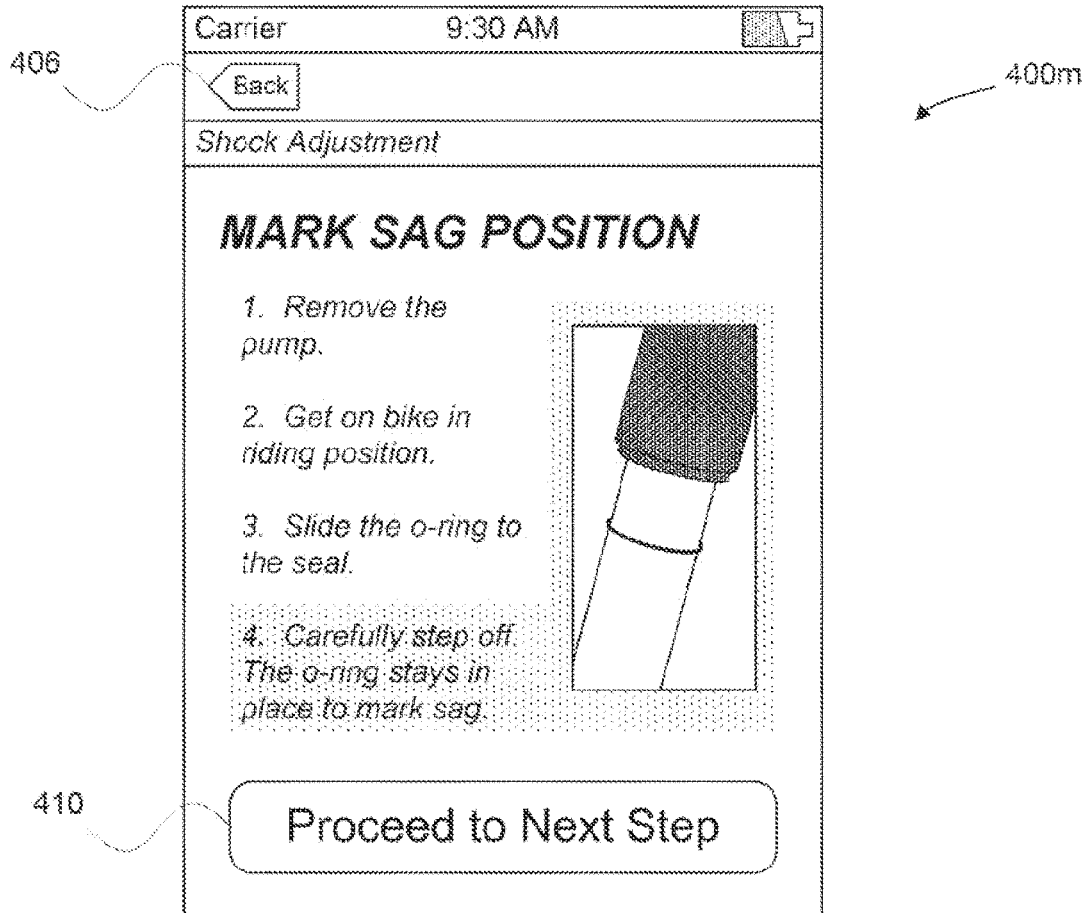 Carrier 9:30 AM
406
Back
400m
Shock Adjustment
MARK SAG POSITION
1. Remove the
pump.
2. Get on bike in
riding position.
3. Slide the o-ring to
the seal.
4. Carefully step off.
The o-ring stays in
place to mark sag.
410
Proceed to Next Step